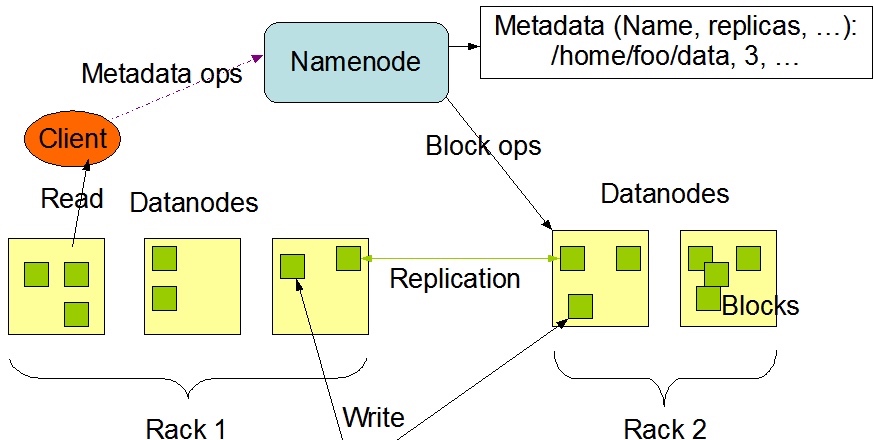 Metadata (Name, replicas, …):
/home/foo/data, 3, …
Namenode
Metadata ops
Client
Block ops
Read
Datanodes
Datanodes
Replication
Blocks
Write
Rack 1
Rack 2